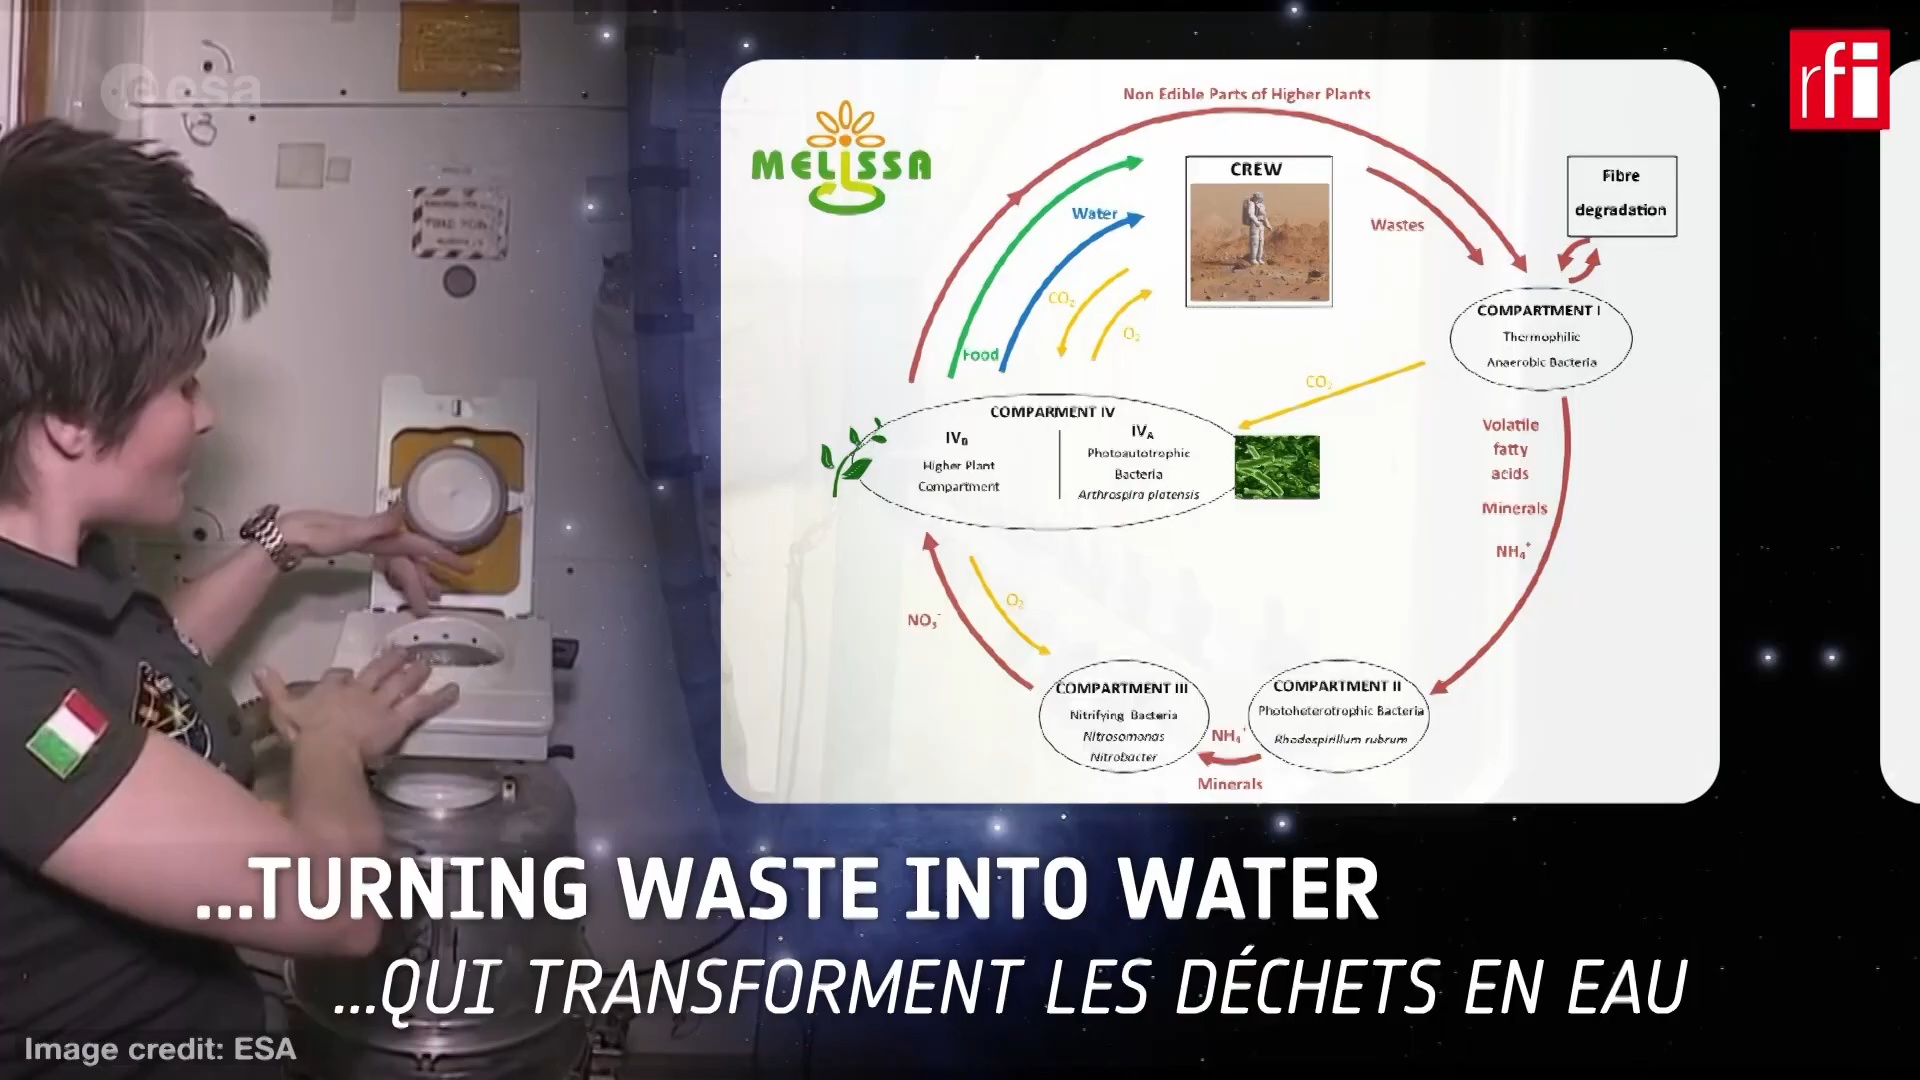 esa
rfi
MELiSSA
Non Edible Parts of Higher Plants
CREW
Water
Wastes
Fibre
degradation
CO₂
O₂
Food
COMPARTMENT I
Thermophilic
Anaerobic Bacteria
CO₂
COMPARMENT IV
IV_B
Higher Plant
Compartment
IV_A
Photoautotrophic
Bacteria
Arthrospira platensis
Volatile
fatty
acids
Minerals
NH₄⁺
NO₃⁻
O₂
COMPARTMENT III
Nitrifying Bacteria
Nitrosomonas
Nitrobacter
NH₄⁺
Minerals
COMPARTMENT II
Photoheterotrophic Bacteria
Rhodospirillum rubrum
...TURNING WASTE INTO WATER
...QUI TRANSFORMENT LES DÉCHETS EN EAU
Image credit: ESA